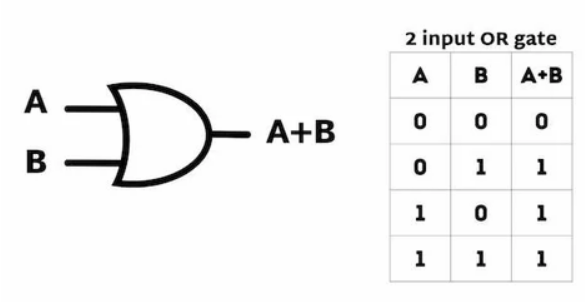 A
B
A+B
2 input OR gate
A B A+B
0 0 0
0 1 1
1 0 1
1 1 1